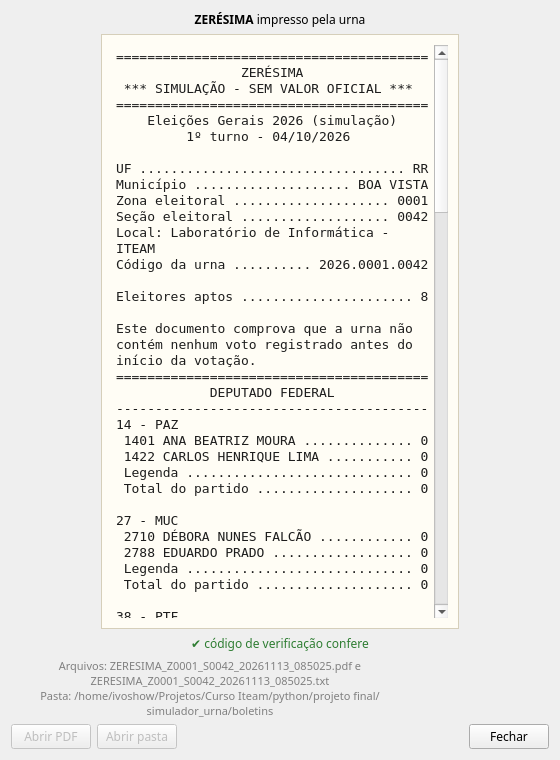 ZERÉSIMA impresso pela urna
========================================
ZERÉSIMA
*** SIMULAÇÃO - SEM VALOR OFICIAL ***
========================================
Eleições Gerais 2026 (simulação)
1º turno - 04/10/2026
UF .................................. RR
Município .................... BOA VISTA
Zona eleitoral .................... 0001
Seção eleitoral ................... 0042
Local: Laboratório de Informática -
ITEAM
Código da urna .......... 2026.0001.0042
Eleitores aptos ...................... 8
Este documento comprova que a urna não
contém nenhum voto registrado antes do
início da votação.
========================================
DEPUTADO FEDERAL
----------------------------------------
14 - PAZ
1401 ANA BEATRIZ MOURA .............. 0
1422 CARLOS HENRIQUE LIMA ........... 0
Legenda ............................. 0
Total do partido .................... 0
27 - MUC
2710 DÉBORA NUNES FALCÃO ............ 0
2788 EDUARDO PRADO .................. 0
Legenda ............................. 0
Total do partido .................... 0
38 - PTE
✔ código de verificação confere
Arquivos: ZERESIMA_Z0001_S0042_20261113_085025.pdf e
ZERESIMA_Z0001_S0042_20261113_085025.txt
Pasta: /home/ivoshow/Projetos/Curso Iteam/python/projeto final/
simulador_urna/boletins
Abrir PDF
Abrir pasta
Fechar